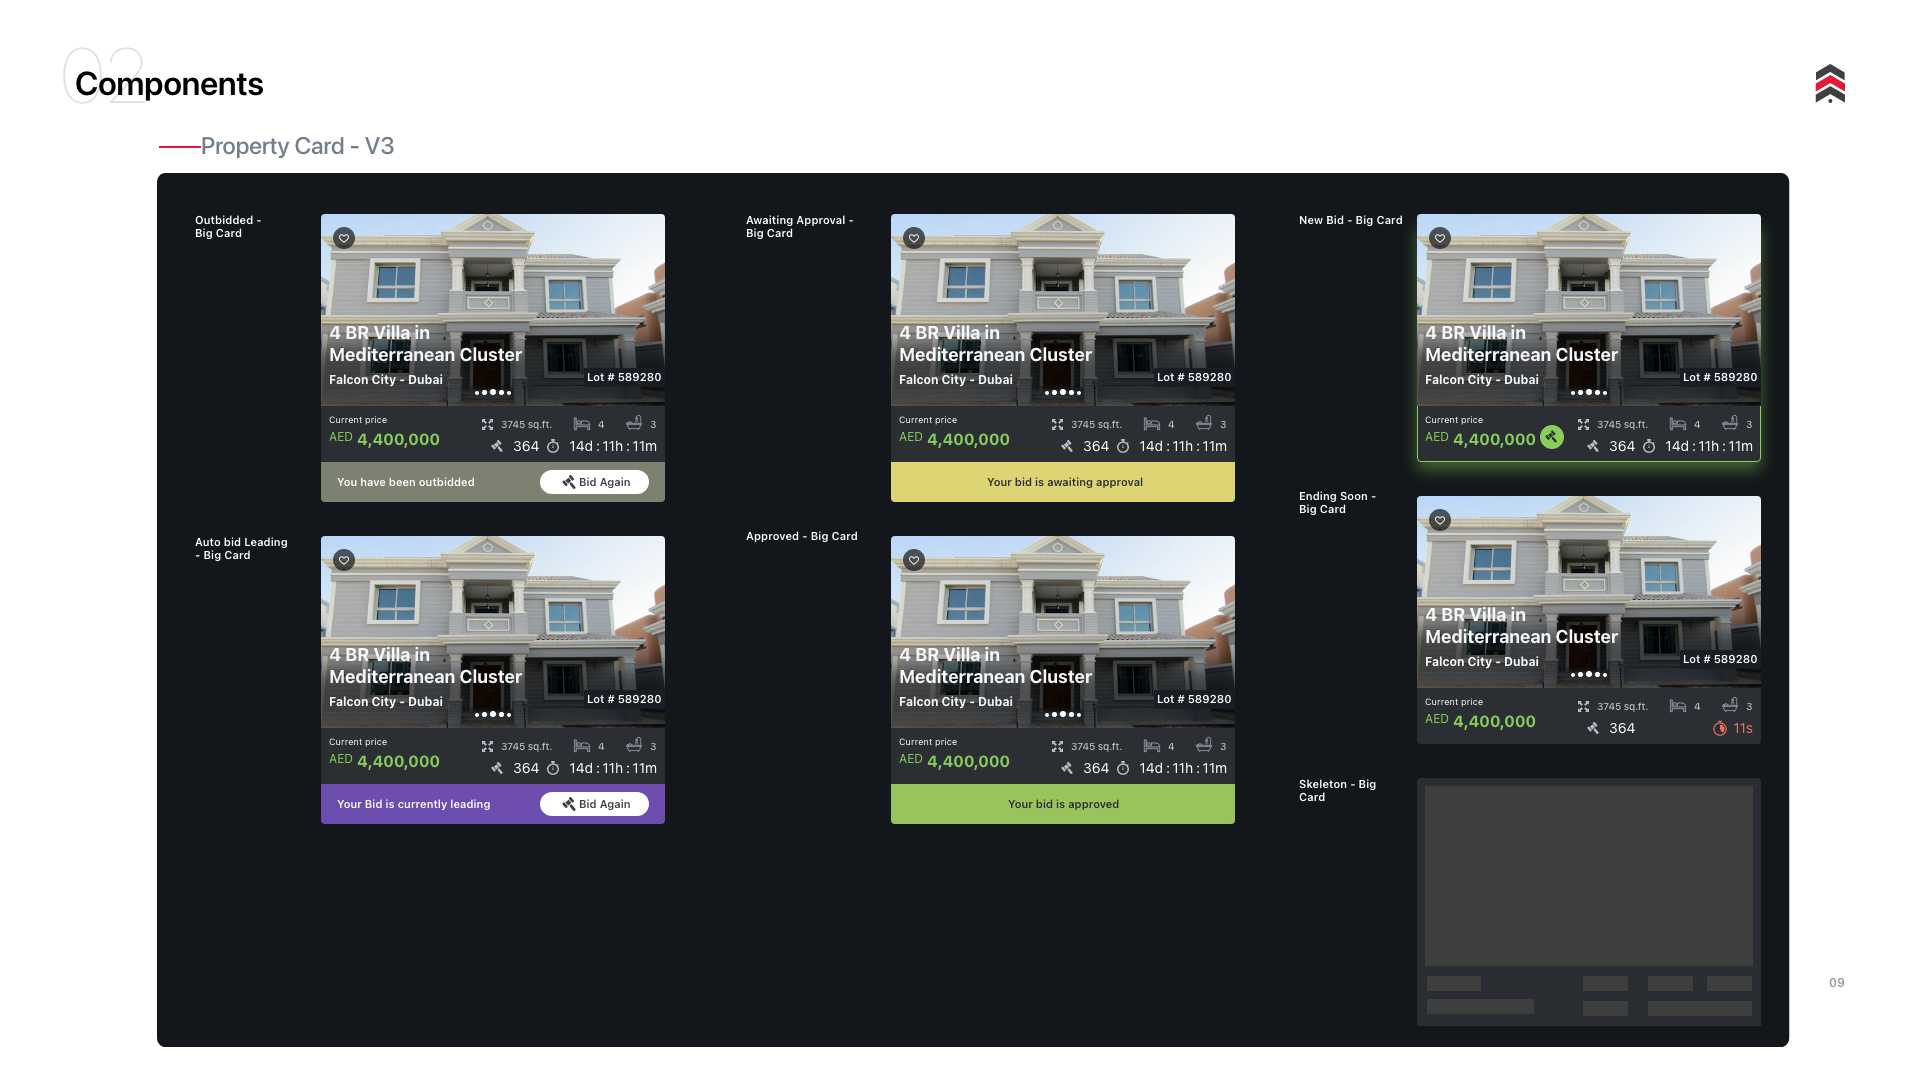 02
Components
Property Card - V3
Outbidded -
Big Card
4 BR Villa in
Mediterranean Cluster
Falcon City - Dubai
Lot # 589280
Current price
AED 4,400,000
3745 sq.ft. 4 3
364 14d : 11h : 11m
You have been outbidded
Bid Again
Auto bid Leading
- Big Card
4 BR Villa in
Mediterranean Cluster
Falcon City - Dubai
Lot # 589280
Current price
AED 4,400,000
3745 sq.ft. 4 3
364 14d : 11h : 11m
Your Bid is currently leading
Bid Again
Awaiting Approval -
Big Card
4 BR Villa in
Mediterranean Cluster
Falcon City - Dubai
Lot # 589280
Current price
AED 4,400,000
3745 sq.ft. 4 3
364 14d : 11h : 11m
Your bid is awaiting approval
Approved - Big Card
4 BR Villa in
Mediterranean Cluster
Falcon City - Dubai
Lot # 589280
Current price
AED 4,400,000
3745 sq.ft. 4 3
364 14d : 11h : 11m
Your bid is approved
New Bid - Big Card
4 BR Villa in
Mediterranean Cluster
Falcon City - Dubai
Lot # 589280
Current price
AED 4,400,000
3745 sq.ft. 4 3
364 14d : 11h : 11m
Ending Soon -
Big Card
4 BR Villa in
Mediterranean Cluster
Falcon City - Dubai
Lot # 589280
Current price
AED 4,400,000
3745 sq.ft. 4 3
364 11s
Skeleton - Big
Card
09